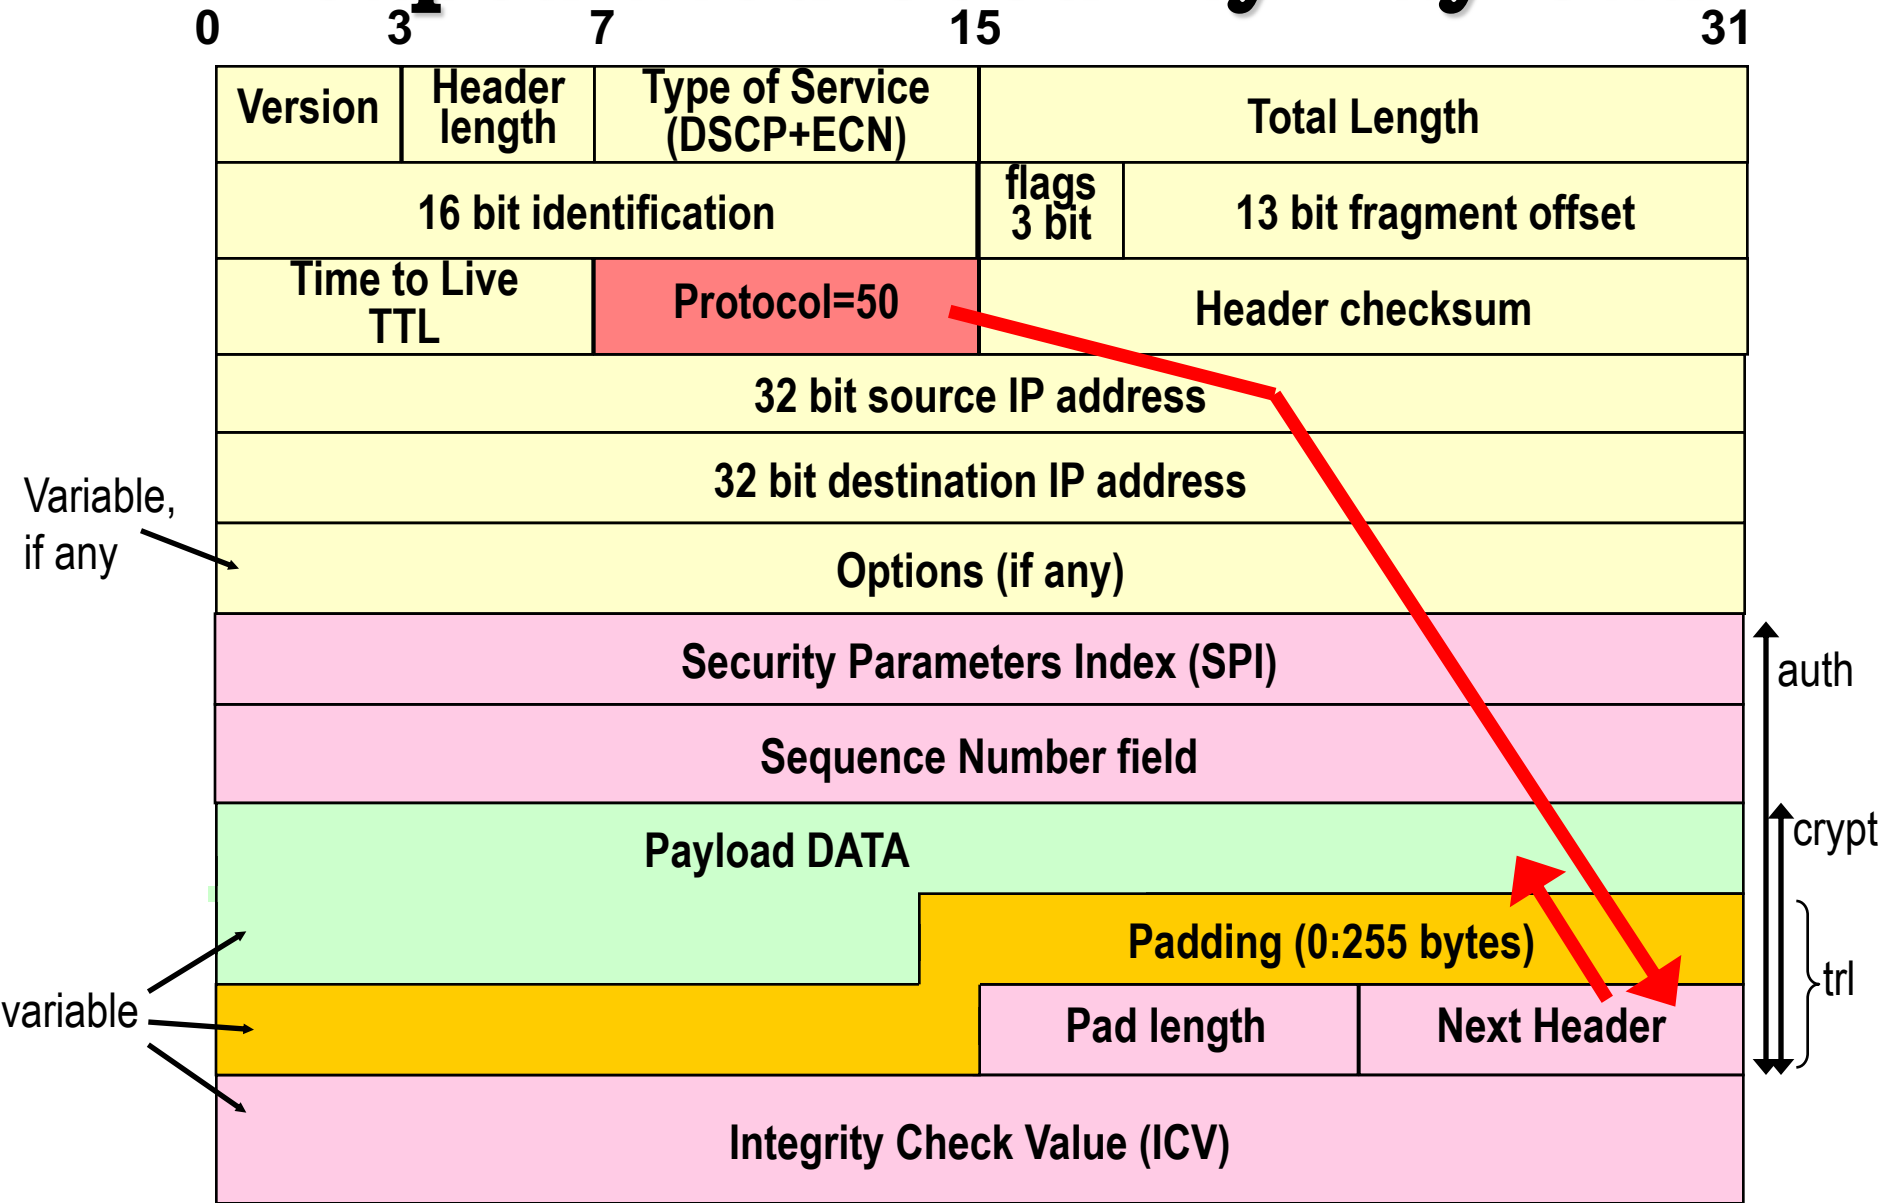 0 3 7 15 31
Version
Header
length
Type of Service
(DSCP+ECN)
Total Length
16 bit identification
flags
3 bit
13 bit fragment offset
Time to Live
TTL
Protocol=50
Header checksum
32 bit source IP address
32 bit destination IP address
Variable,
if any
Options (if any)
Security Parameters Index (SPI)
auth
Sequence Number field
Payload DATA
crypt
Padding (0:255 bytes)
trl
variable
Pad length
Next Header
Integrity Check Value (ICV)